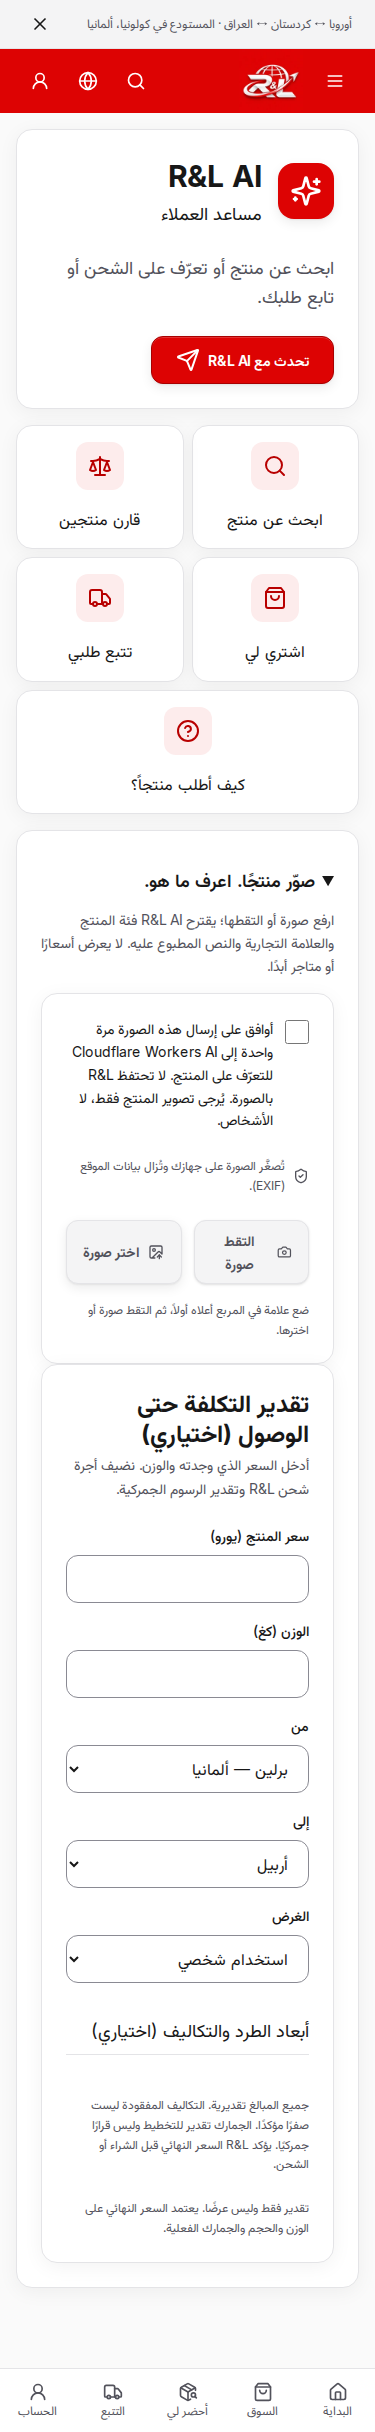 أوروبا ↔ كردستان ↔ العراق · المستودع في كولونيا، ألمانيا
R&L
R&L AI
مساعد العملاء
ابحث عن منتج أو تعرّف على الشحن أو
تابع طلبك.
تحدث مع R&L AI
ابحث عن منتج
قارن منتجين
اشتري لي
تتبع طلبي
كيف أطلب منتجاً؟
صوّر منتجًا. اعرف ما هو.
ارفع صورة أو التقطها؛ يقترح R&L AI فئة المنتج
والعلامة التجارية والنص المطبوع عليه. لا يعرض أسعارًا
أو متاجر أبدًا.
أوافق على إرسال هذه الصورة مرة
واحدة إلى Cloudflare Workers AI
للتعرّف على المنتج. لا تحتفظ R&L
بالصورة. يُرجى تصوير المنتج فقط، لا
الأشخاص.
تُصغَّر الصورة على جهازك وتُزال بيانات الموقع
(EXIF).
التقط
صورة
اختر صورة
ضع علامة في المربع أعلاه أولاً، ثم التقط صورة أو
اخترها.
تقدير التكلفة حتى
الوصول (اختياري)
أدخل السعر الذي وجدته والوزن. نضيف أجرة
شحن R&L وتقدير الرسوم الجمركية.
سعر المنتج (يورو)
الوزن (كغ)
من
برلين — ألمانيا
إلى
أربيل
الغرض
استخدام شخصي
أبعاد الطرد والتكاليف (اختياري)
جميع المبالغ تقديرية. التكاليف المفقودة ليست
صفرًا مؤكدًا. الجمارك تقدير للتخطيط وليس قرارًا
جمركيًا. يؤكد R&L السعر النهائي قبل الشراء أو
الشحن.
تقدير فقط وليس عرضًا. يعتمد السعر النهائي على
الوزن والحجم والجمارك الفعلية.
البداية
السوق
أحضر لي
التتبع
الحساب